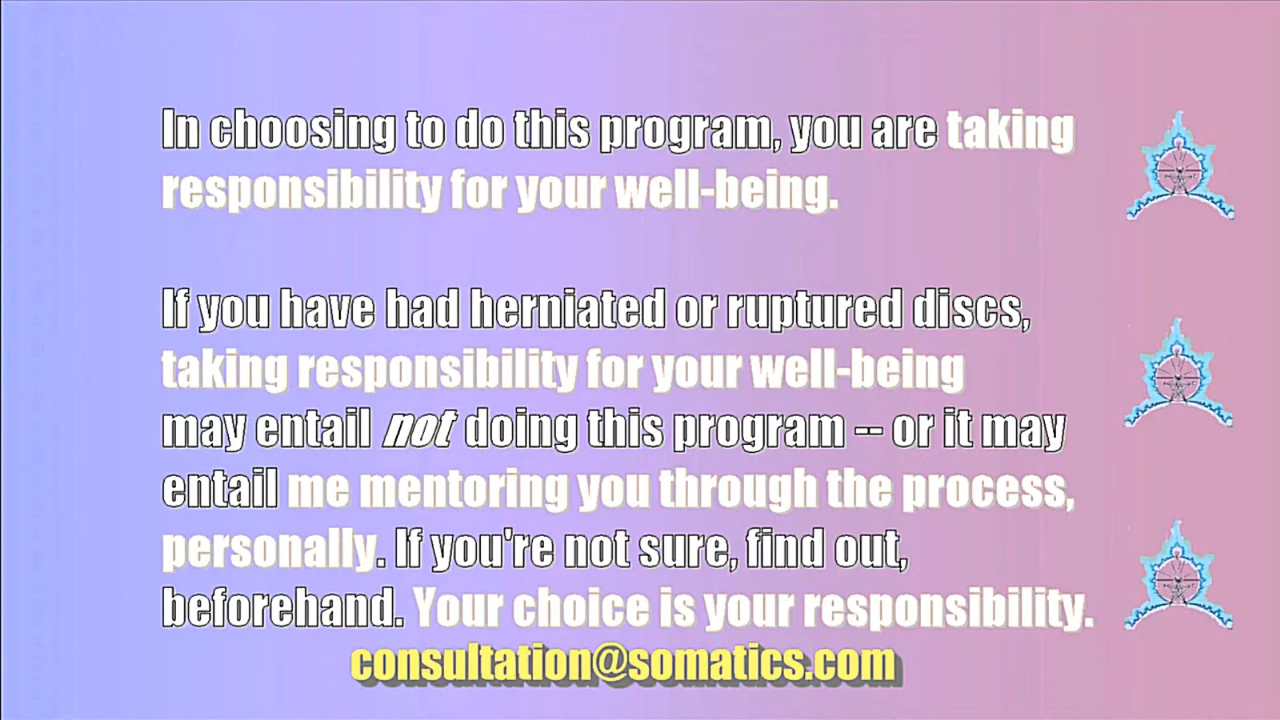 In choosing to do this program, you are taking
responsibility for your well-being.
If you have had herniated or ruptured discs,
taking responsibility for your well-being
may entail not doing this program -- or it may
entail me mentoring you through the process,
personally. If you're not sure, find out,
beforehand. Your choice is your responsibility.
consultation@somatics.com